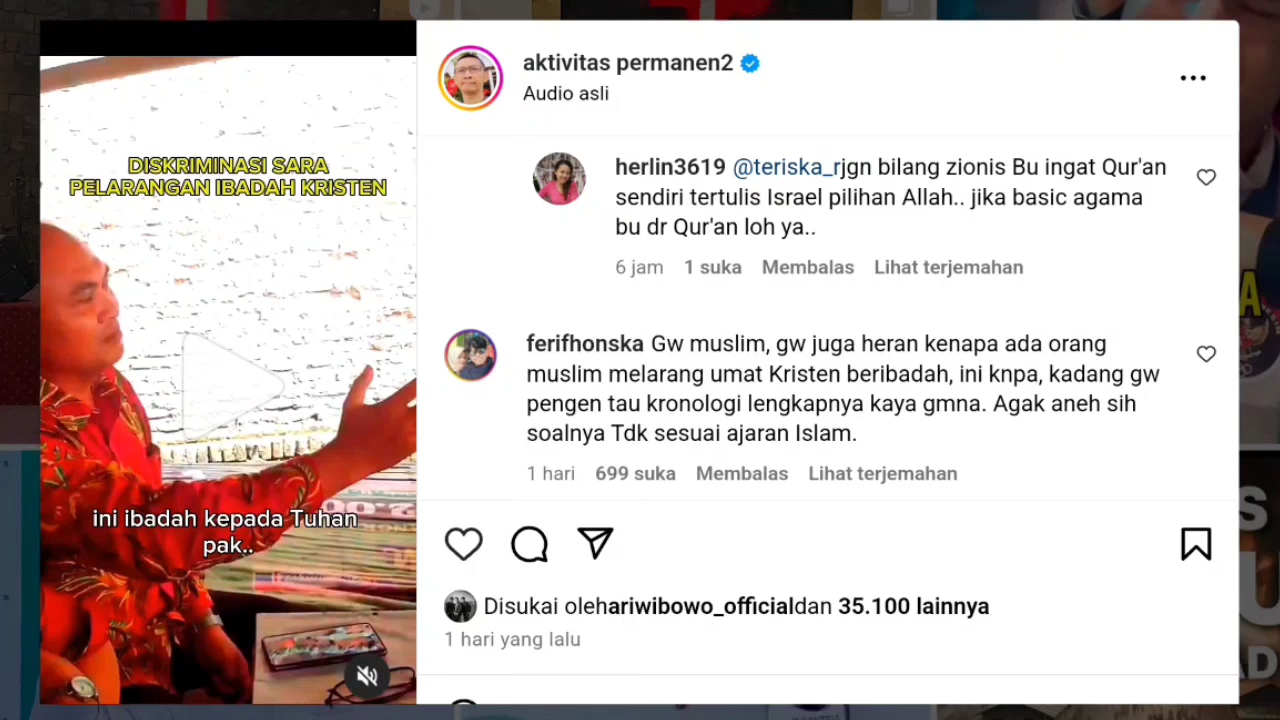 DISKRIMINASI SARA
PELARANGAN IBADAH KRISTEN
ini ibadah kepada Tuhan
pak..
aktivitas permanen2
Audio asli
herlin3619 @teriska_rjgn bilang zionis Bu ingat Qur'an
sendiri tertulis Israel pilihan Allah.. jika basic agama
bu dr Qur'an loh ya..
6 jam 1 suka Membalas Lihat terjemahan
ferifhonska Gw muslim, gw juga heran kenapa ada orang
muslim melarang umat Kristen beribadah, ini knpa, kadang gw
pengen tau kronologi lengkapnya kaya gmna. Agak aneh sih
soalnya Tdk sesuai ajaran Islam.
1 hari 699 suka Membalas Lihat terjemahan
Disukai olehariwibowo_officialdan 35.100 lainnya
1 hari yang lalu